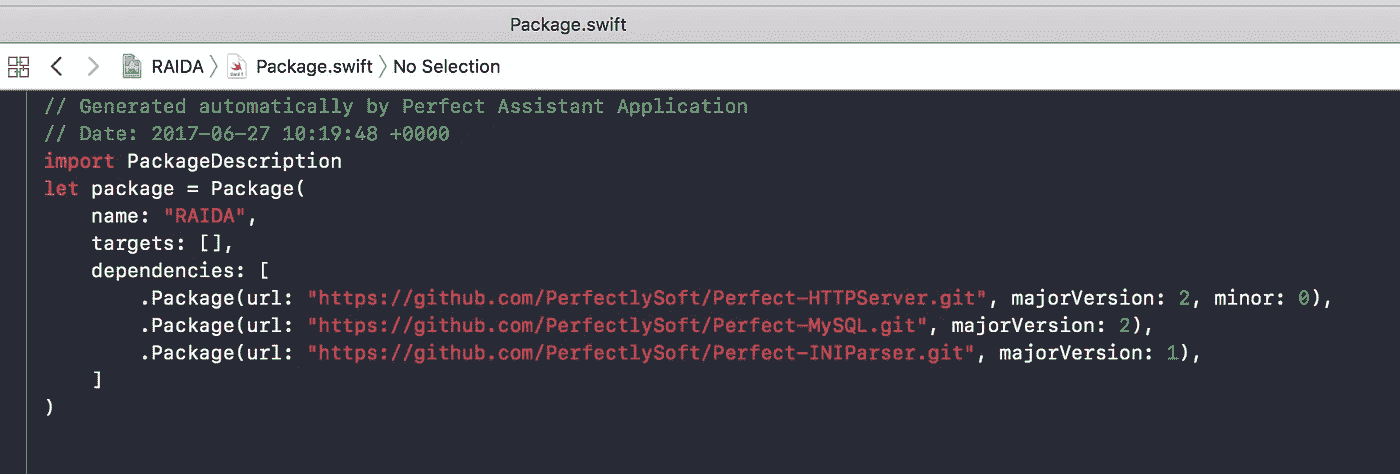 Package.swift
RAIDA Package.swift No Selection
// Generated automatically by Perfect Assistant Application
// Date: 2017-06-27 10:19:48 +0000
import PackageDescription
let package = Package(
    name: "RAIDA",
    targets: [],
    dependencies: [
        .Package(url: "https://github.com/PerfectlySoft/Perfect-HTTPServer.git", majorVersion: 2, minor: 0),
        .Package(url: "https://github.com/PerfectlySoft/Perfect-MySQL.git", majorVersion: 2),
        .Package(url: "https://github.com/PerfectlySoft/Perfect-INIParser.git", majorVersion: 1),
    ]
)